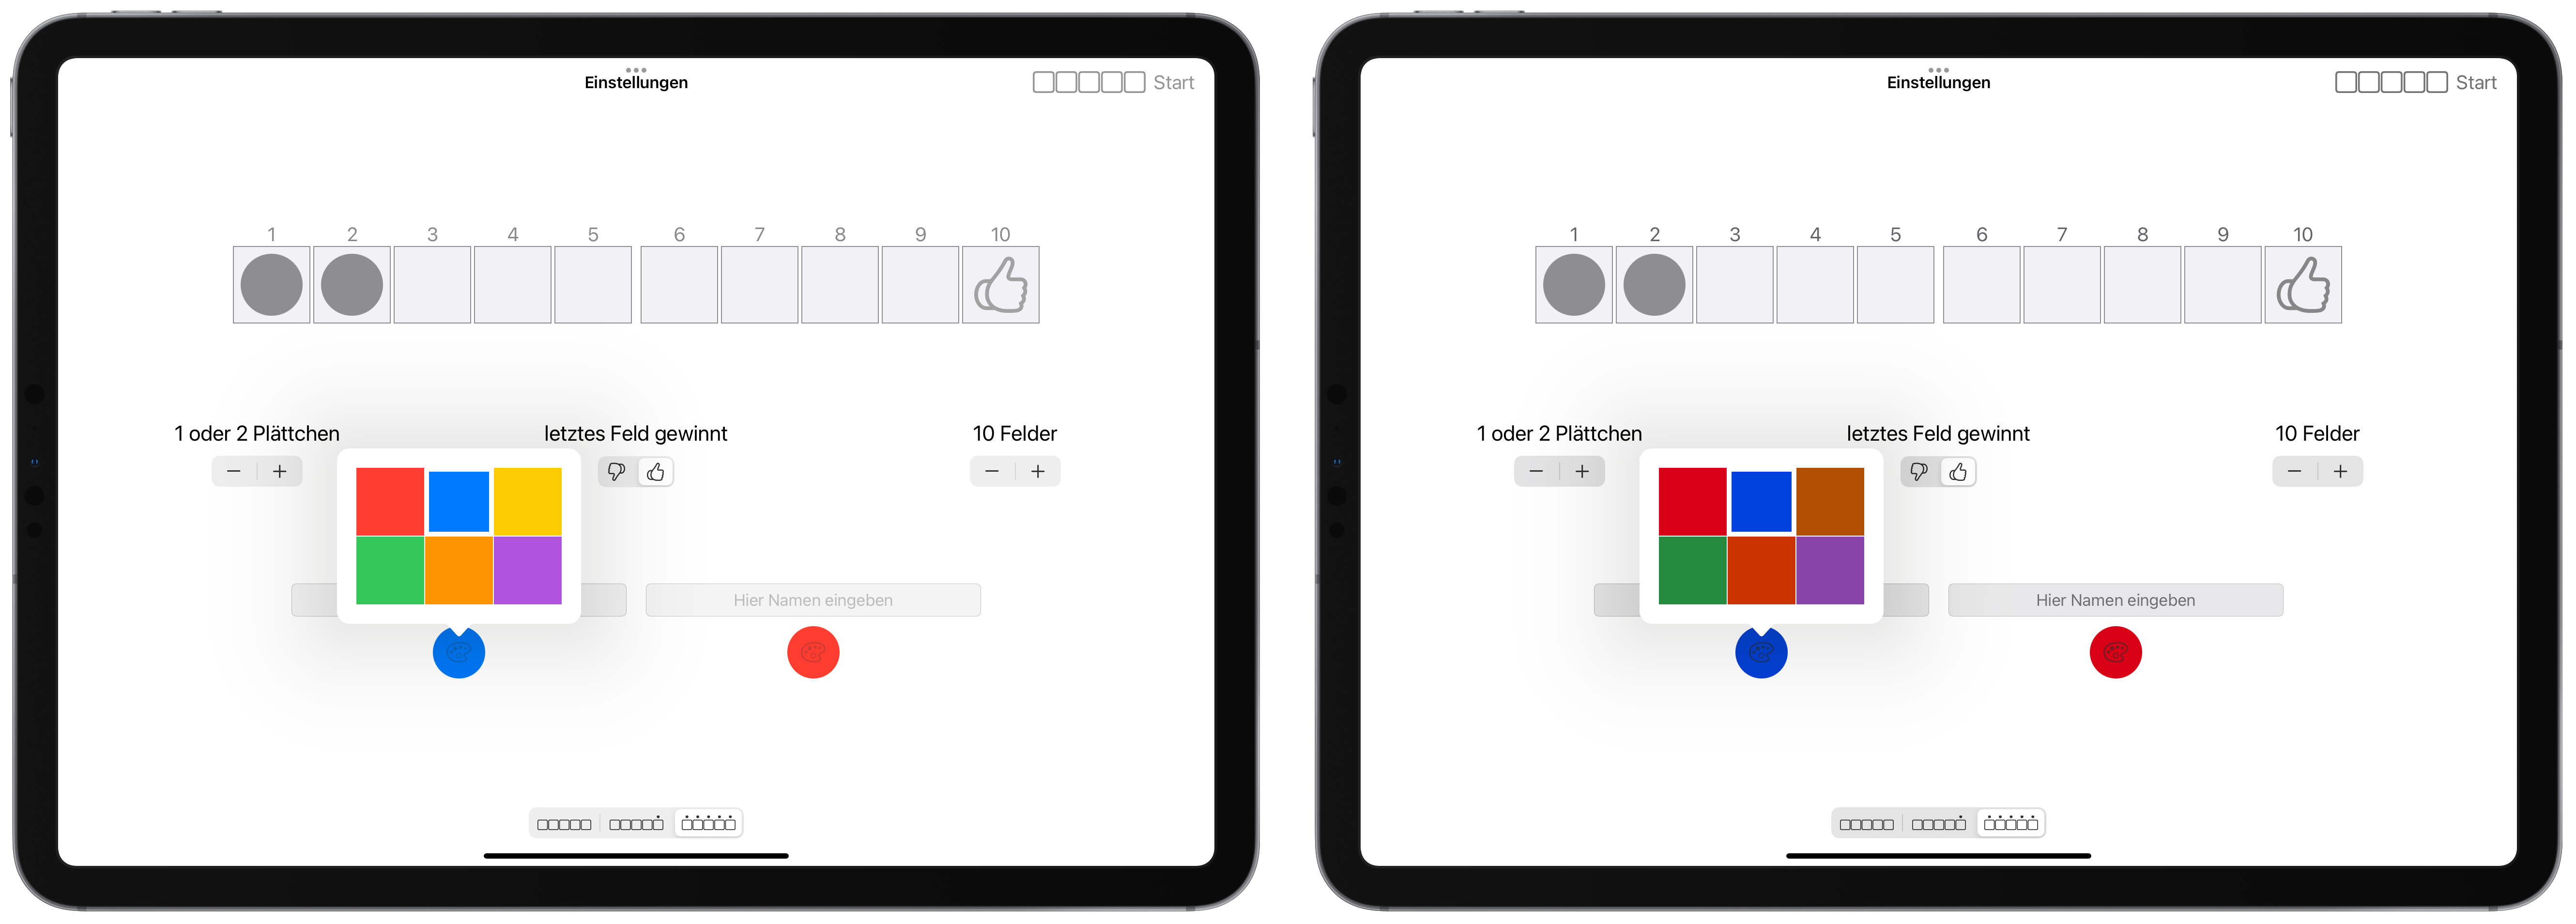 Einstellungen
Start
1 2 3 4 5 6 7 8 9 10
1 oder 2 Plättchen
letztes Feld gewinnt
10 Felder
− +
− +
Hier Namen eingeben
Einstellungen
Start
1 2 3 4 5 6 7 8 9 10
1 oder 2 Plättchen
letztes Feld gewinnt
10 Felder
− +
− +
Hier Namen eingeben